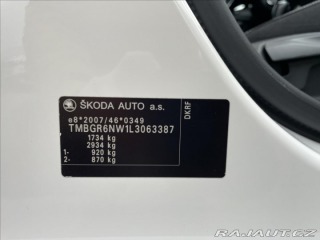 ŠKODA AUTO a.s.
e8*2007/46*0349
TMBGR6NW1L3063387
1734 kg
2934 kg
1- 920 kg
2- 870 kg
DKRF
RAJAUT.CZ